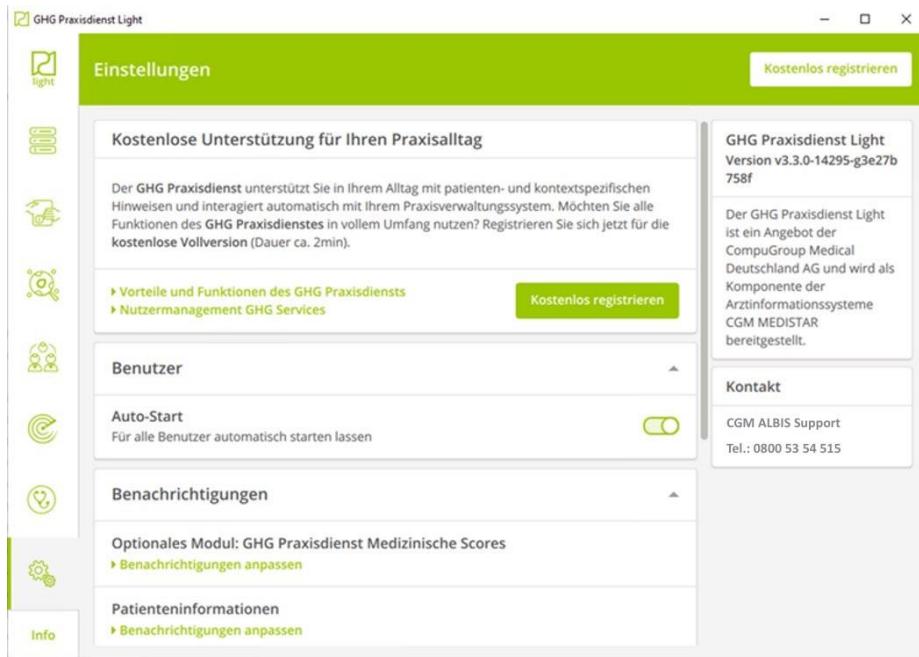 GHG Praxisdienst Light
light
Einstellungen
Kostenlos registrieren
Kostenlose Unterstützung für Ihren Praxisalltag
Der GHG Praxisdienst unterstützt Sie in Ihrem Alltag mit patienten- und kontextspezifischen
Hinweisen und interagiert automatisch mit Ihrem Praxisverwaltungssystem. Möchten Sie alle
Funktionen des GHG Praxisdienstes in vollem Umfang nutzen? Registrieren Sie sich jetzt für die
kostenlose Vollversion (Dauer ca. 2min).
Vorteile und Funktionen des GHG Praxisdiensts
Nutzermanagement GHG Services
Kostenlos registrieren
Benutzer
Auto-Start
Für alle Benutzer automatisch starten lassen
Benachrichtigungen
Optionales Modul: GHG Praxisdienst Medizinische Scores
Benachrichtigungen anpassen
Patienteninformationen
Benachrichtigungen anpassen
GHG Praxisdienst Light
Version v3.3.0-14295-g3e27b
758f
Der GHG Praxisdienst Light
ist ein Angebot der
CompuGroup Medical
Deutschland AG und wird als
Komponente der
Arztinformationssysteme
CGM MEDISTAR
bereitgestellt.
Kontakt
CGM ALBIS Support
Tel.: 0800 53 54 515
Info